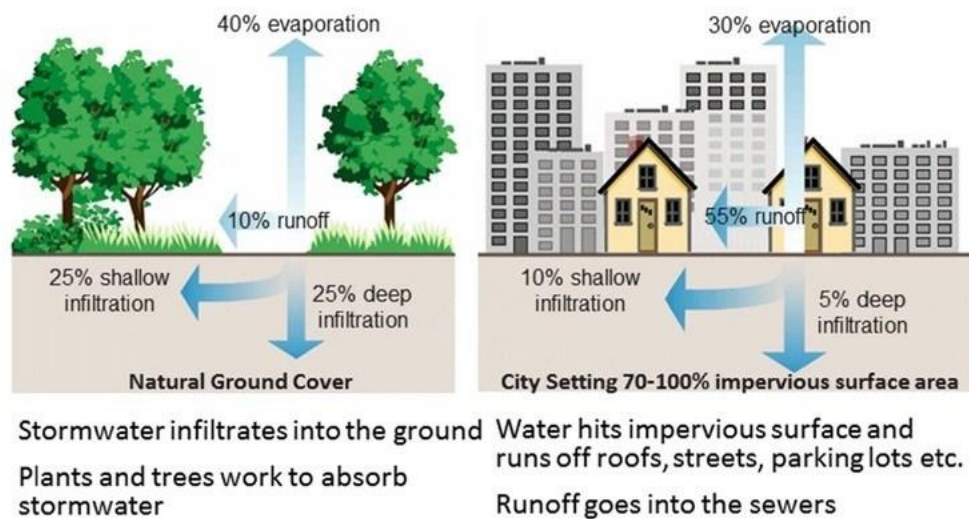 40% evaporation
10% runoff
25% shallow
infiltration
25% deep
infiltration
Natural Ground Cover
Stormwater infiltrates into the ground
Plants and trees work to absorb
stormwater
30% evaporation
55% runoff
10% shallow
infiltration
5% deep
infiltration
City Setting 70-100% impervious surface area
Water hits impervious surface and
runs off roofs, streets, parking lots etc.
Runoff goes into the sewers